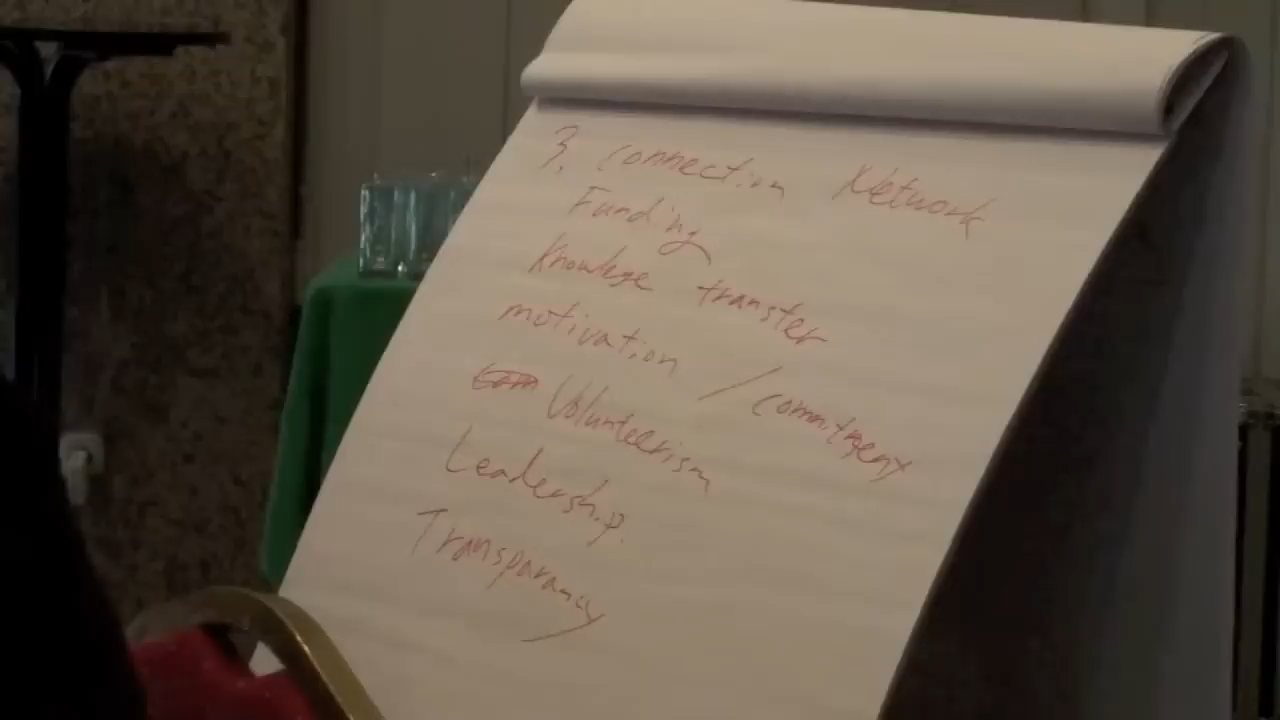 3. connection Network
Funding
Knowlege transfer
motivation / commitment
Volunteerism
Leadership.
Transparancy